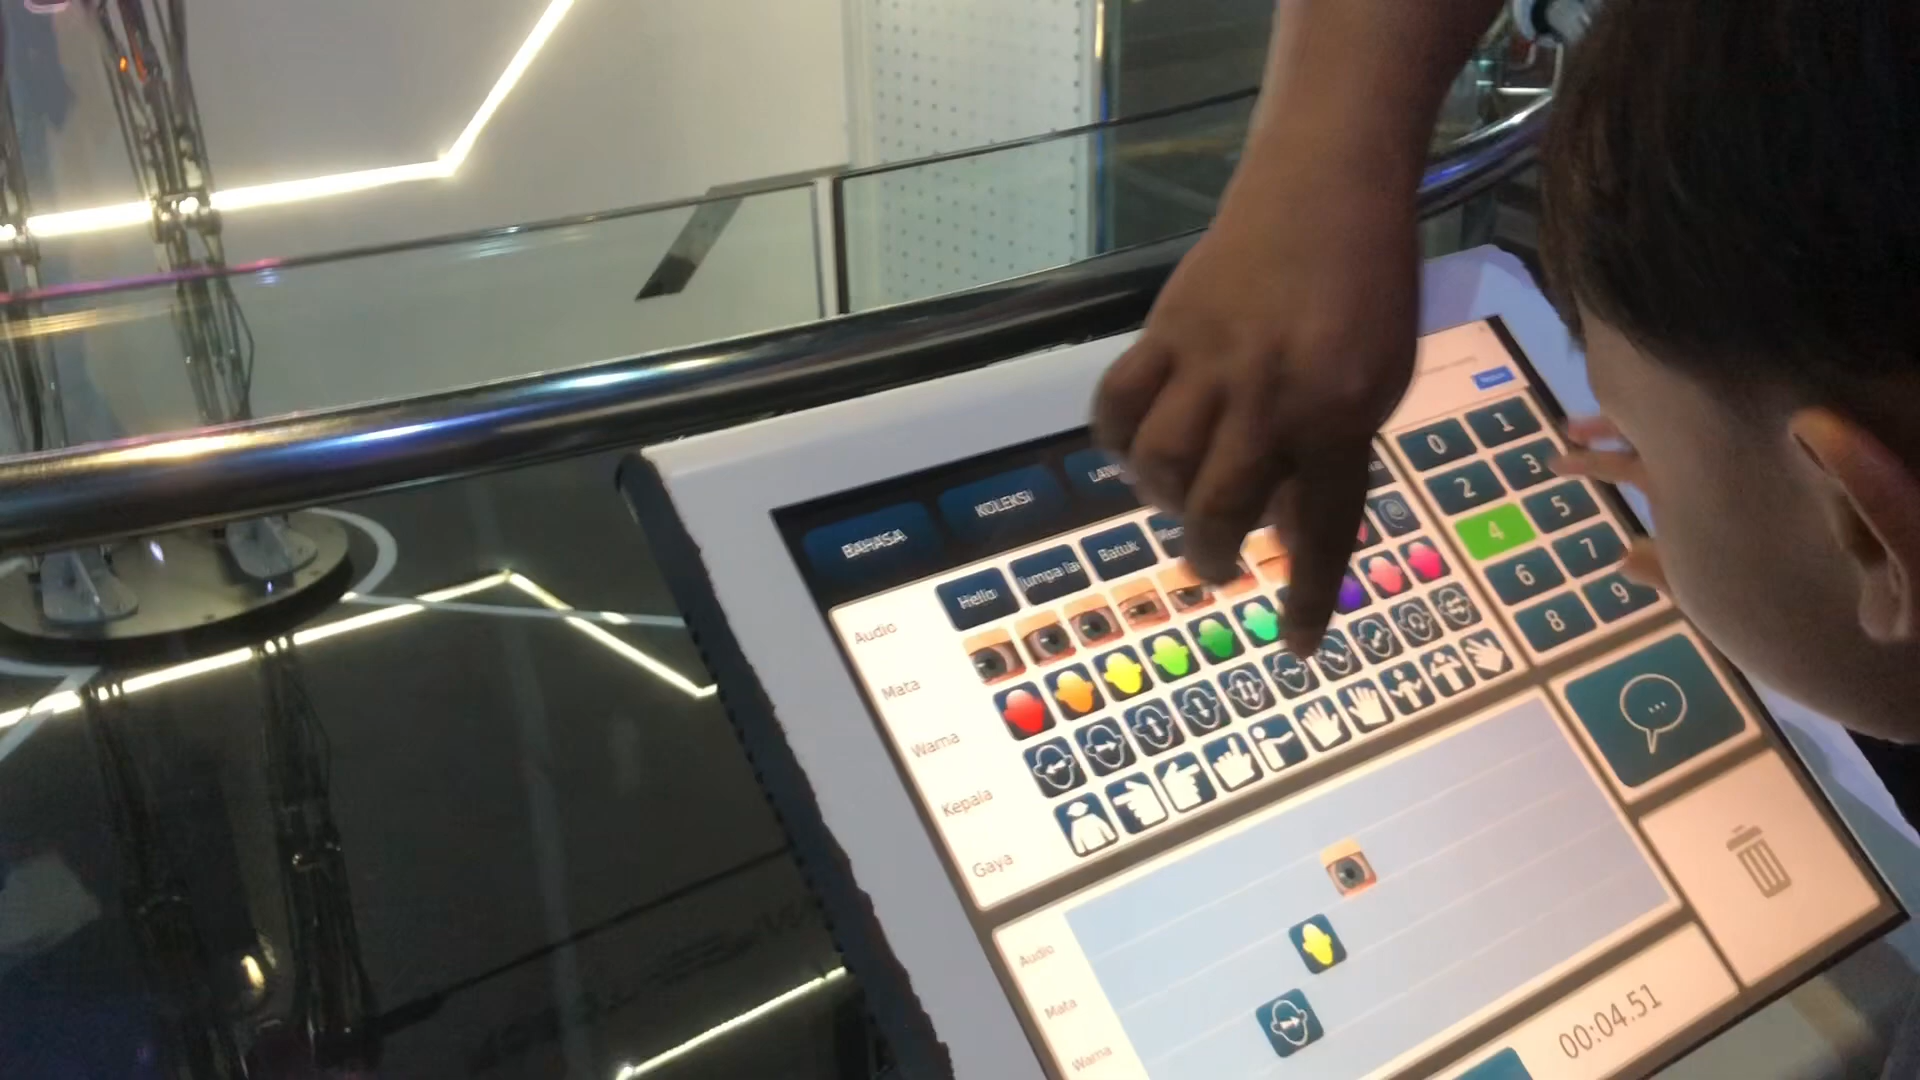 BAHASA
KOLEKSI
Hello
Jumpa la
Batuk
Audio
Mata
Warna
Kepala
Gaya
0 1
2 3
4 5
6 7
8 9
Audio
Mata
Warna
00:04.51